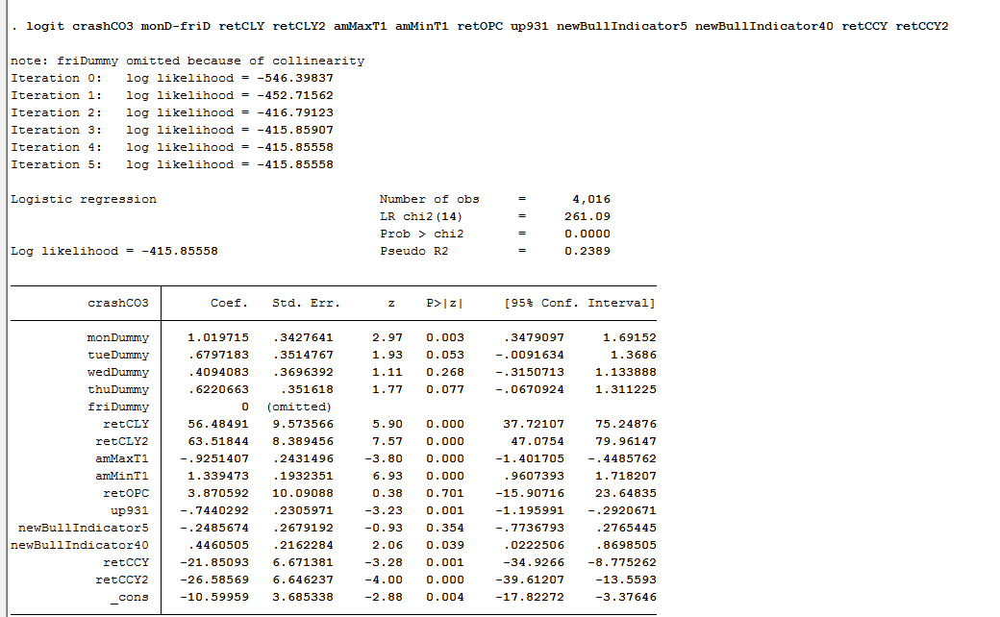 . logit crashCO3 monD-friD retCLY retCLY2 amMaxT1 amMinT1 retOPC up931 newBullIndicator5 newBullIndicator40 retCCY retCCY2
note: friDummy omitted because of collinearity
Iteration 0:   log likelihood = -546.39837
Iteration 1:   log likelihood = -452.71562
Iteration 2:   log likelihood = -416.79123
Iteration 3:   log likelihood = -415.85907
Iteration 4:   log likelihood = -415.85558
Iteration 5:   log likelihood = -415.85558
Logistic regression Number of obs = 4,016
LR chi2(14) = 261.09
Prob > chi2 = 0.0000
Log likelihood = -415.85558 Pseudo R2 = 0.2389
crashCO3 Coef. Std. Err. z P>|z| [95% Conf. Interval]
monDummy 1.019715 .3427641 2.97 0.003 .3479097 1.69152
tueDummy .6797183 .3514767 1.93 0.053 -.0091634 1.3686
wedDummy .4094083 .3696392 1.11 0.268 -.3150713 1.133888
thuDummy .6220663 .351618 1.77 0.077 -.0670924 1.311225
friDummy 0 (omitted)
retCLY 56.48491 9.573566 5.90 0.000 37.72107 75.24876
retCLY2 63.51844 8.389456 7.57 0.000 47.0754 79.96147
amMaxT1 -.9251407 .2431496 -3.80 0.000 -1.401705 -.4485762
amMinT1 1.339473 .1932351 6.93 0.000 .9607393 1.718207
retOPC 3.870592 10.09088 0.38 0.701 -15.90716 23.64835
up931 -.7440292 .2305971 -3.23 0.001 -1.195991 -.2920671
newBullIndicator5 -.2485674 .2679192 -0.93 0.354 -.7736793 .2765445
newBullIndicator40 .4460505 .2162284 2.06 0.039 .0222506 .8698505
retCCY -21.85093 6.671381 -3.28 0.001 -34.9266 -8.775262
retCCY2 -26.58569 6.646237 -4.00 0.000 -39.61207 -13.5593
_cons -10.59959 3.685338 -2.88 0.004 -17.82272 -3.37646